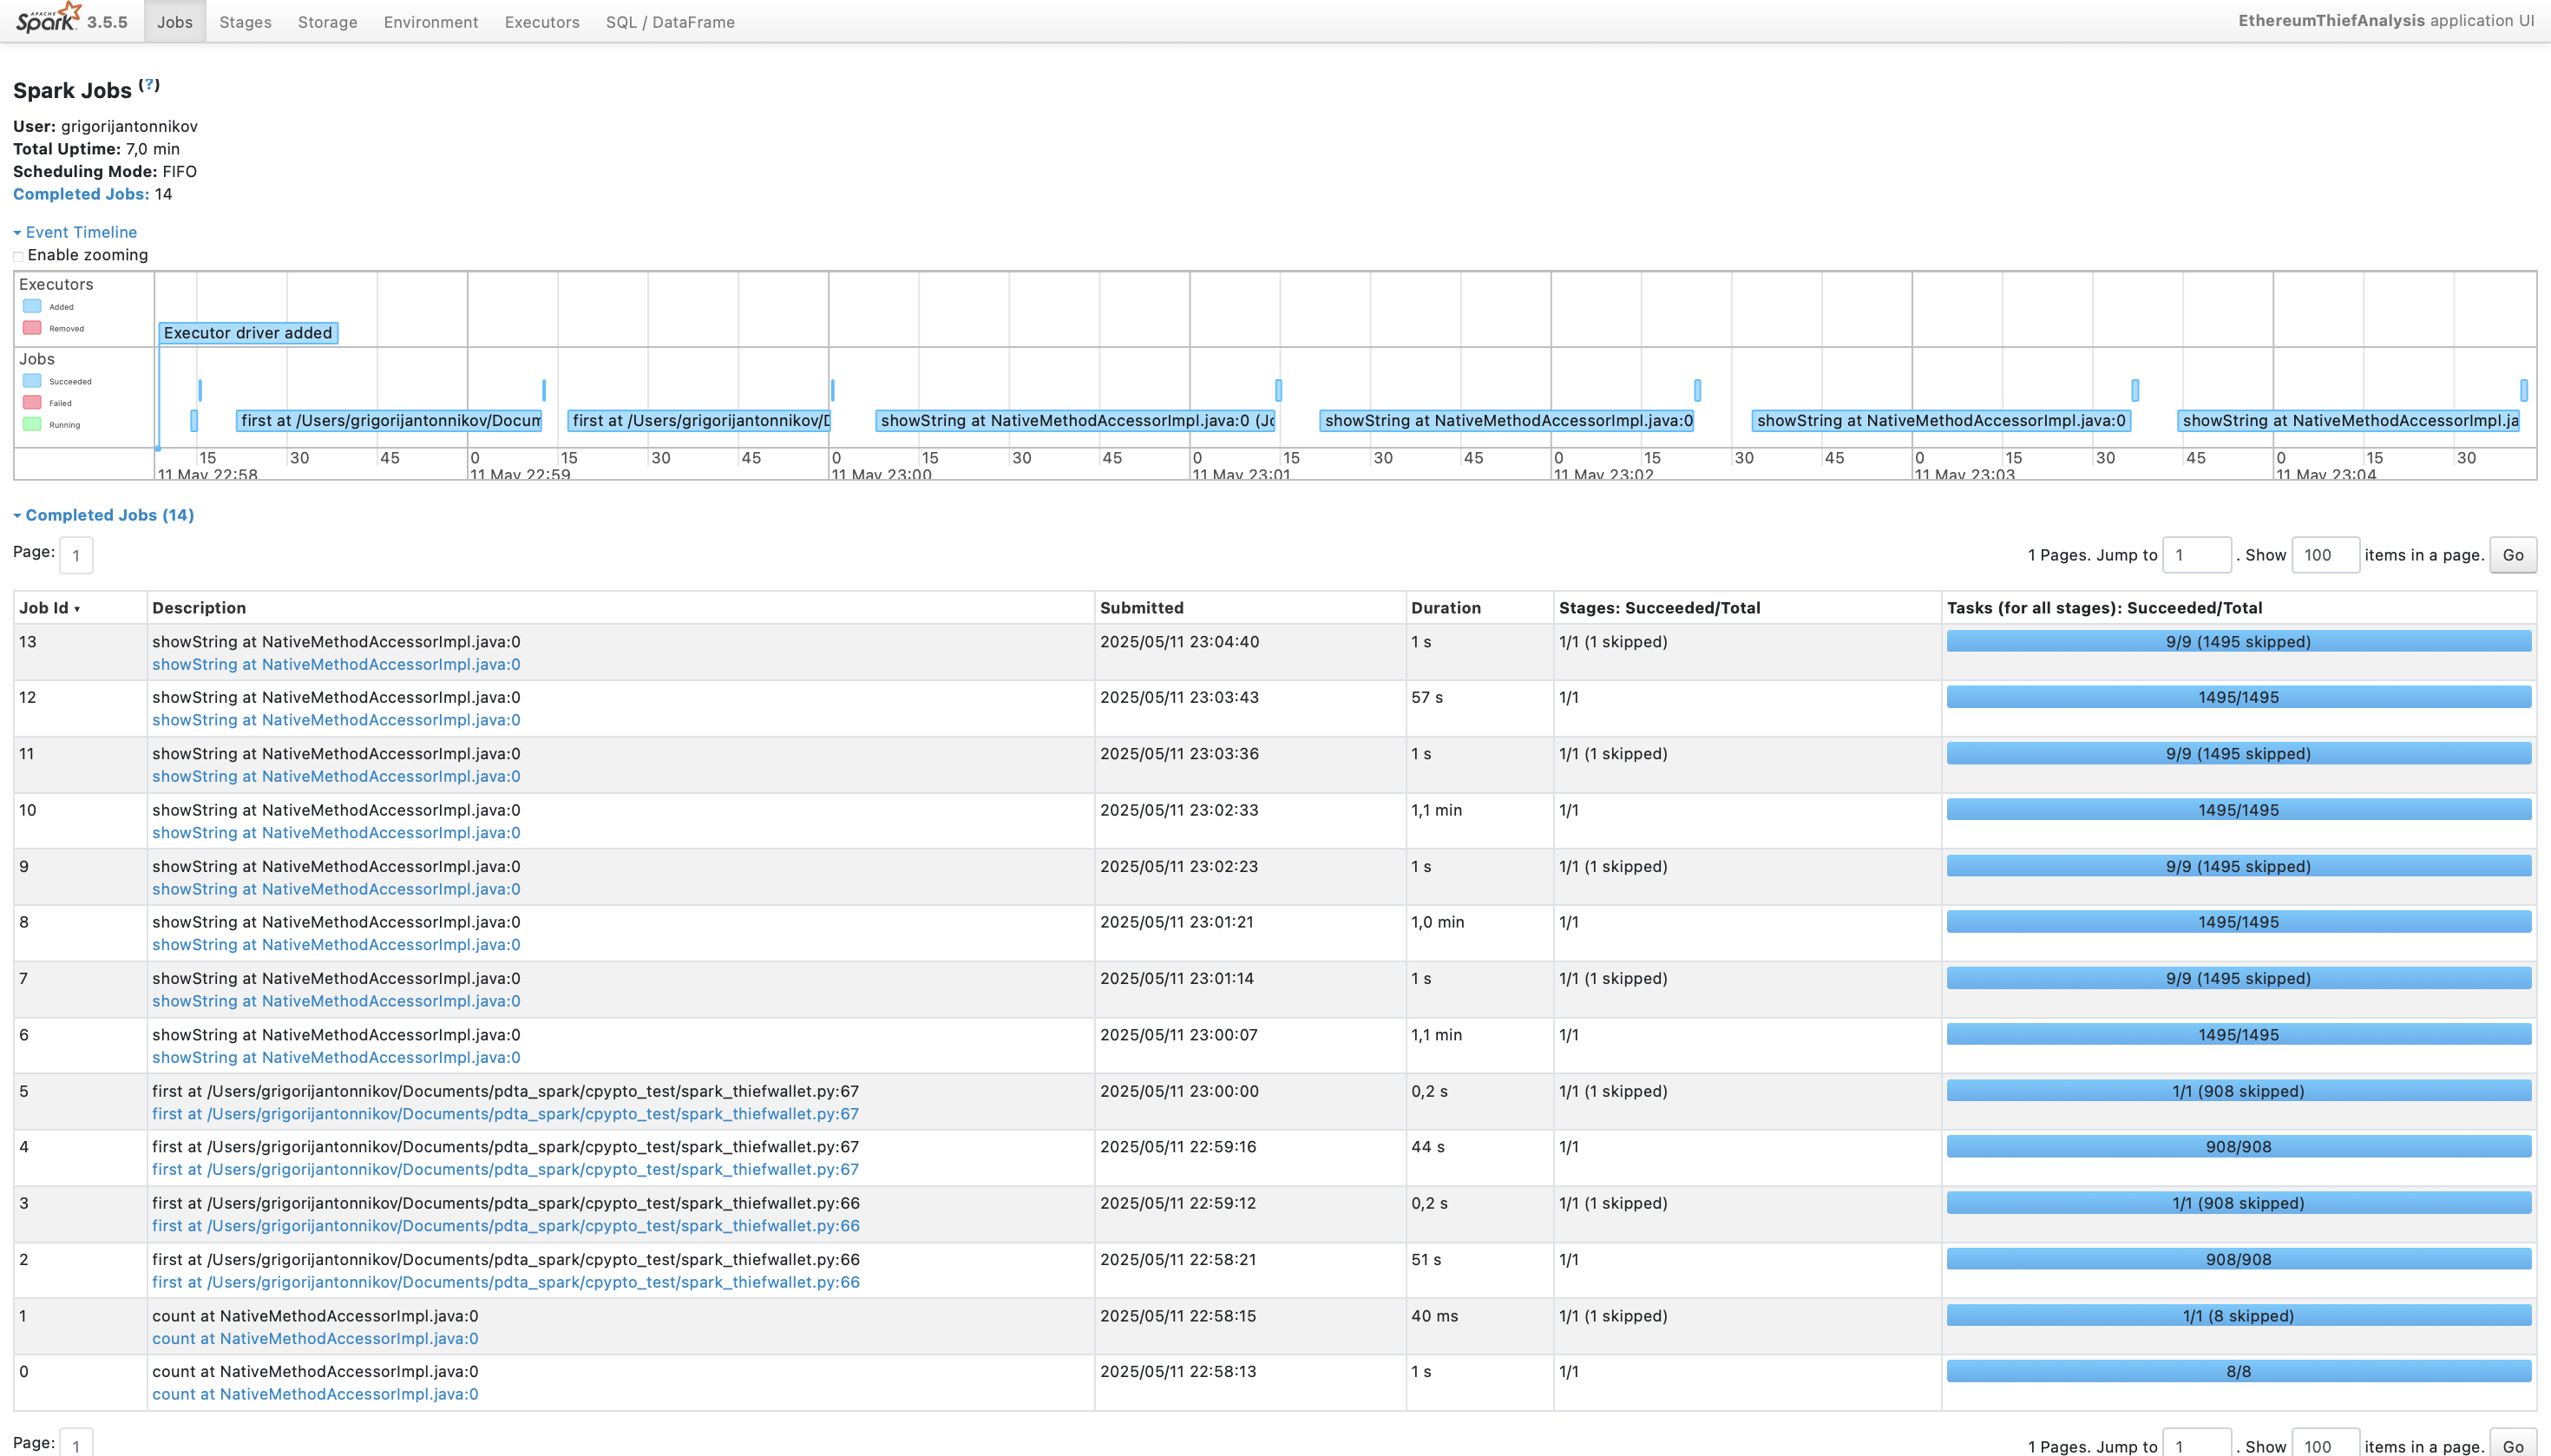 APACHE Spark 3.5.5 Jobs Stages Storage Environment Executors SQL / DataFrame EthereumThiefAnalysis application UI
Spark Jobs (?)
User: grigorijantonnikov
Total Uptime: 7,0 min
Scheduling Mode: FIFO
Completed Jobs: 14
Event Timeline
Enable zooming
Executors
Added
Removed
Executor driver added
Jobs
Succeeded
Failed
Running
first at /Users/grigorijantonnikov/Docum first at /Users/grigorijantonnikov/D showString at NativeMethodAccessorImpl.java:0 (Jo showString at NativeMethodAccessorImpl.java:0 showString at NativeMethodAccessorImpl.java:0 showString at NativeMethodAccessorImpl.ja
15 30 45 0 15 30 45 0 15 30 45 0 15 30 45 0 15 30 45 0 15 30 45 0 15 30
11 May 22:58 11 May 22:59 11 May 23:00 11 May 23:01 11 May 23:02 11 May 23:03 11 May 23:04
Completed Jobs (14)
Page: 1 1 Pages. Jump to 1 . Show 100 items in a page. Go
Job Id ▾ Description Submitted Duration Stages: Succeeded/Total Tasks (for all stages): Succeeded/Total
13 showString at NativeMethodAccessorImpl.java:0 2025/05/11 23:04:40 1 s 1/1 (1 skipped) 9/9 (1495 skipped)
showString at NativeMethodAccessorImpl.java:0
12 showString at NativeMethodAccessorImpl.java:0 2025/05/11 23:03:43 57 s 1/1 1495/1495
showString at NativeMethodAccessorImpl.java:0
11 showString at NativeMethodAccessorImpl.java:0 2025/05/11 23:03:36 1 s 1/1 (1 skipped) 9/9 (1495 skipped)
showString at NativeMethodAccessorImpl.java:0
10 showString at NativeMethodAccessorImpl.java:0 2025/05/11 23:02:33 1,1 min 1/1 1495/1495
showString at NativeMethodAccessorImpl.java:0
9 showString at NativeMethodAccessorImpl.java:0 2025/05/11 23:02:23 1 s 1/1 (1 skipped) 9/9 (1495 skipped)
showString at NativeMethodAccessorImpl.java:0
8 showString at NativeMethodAccessorImpl.java:0 2025/05/11 23:01:21 1,0 min 1/1 1495/1495
showString at NativeMethodAccessorImpl.java:0
7 showString at NativeMethodAccessorImpl.java:0 2025/05/11 23:01:14 1 s 1/1 (1 skipped) 9/9 (1495 skipped)
showString at NativeMethodAccessorImpl.java:0
6 showString at NativeMethodAccessorImpl.java:0 2025/05/11 23:00:07 1,1 min 1/1 1495/1495
showString at NativeMethodAccessorImpl.java:0
5 first at /Users/grigorijantonnikov/Documents/pdta_spark/cpypto_test/spark_thiefwallet.py:67 2025/05/11 23:00:00 0,2 s 1/1 (1 skipped) 1/1 (908 skipped)
first at /Users/grigorijantonnikov/Documents/pdta_spark/cpypto_test/spark_thiefwallet.py:67
4 first at /Users/grigorijantonnikov/Documents/pdta_spark/cpypto_test/spark_thiefwallet.py:67 2025/05/11 22:59:16 44 s 1/1 908/908
first at /Users/grigorijantonnikov/Documents/pdta_spark/cpypto_test/spark_thiefwallet.py:67
3 first at /Users/grigorijantonnikov/Documents/pdta_spark/cpypto_test/spark_thiefwallet.py:66 2025/05/11 22:59:12 0,2 s 1/1 (1 skipped) 1/1 (908 skipped)
first at /Users/grigorijantonnikov/Documents/pdta_spark/cpypto_test/spark_thiefwallet.py:66
2 first at /Users/grigorijantonnikov/Documents/pdta_spark/cpypto_test/spark_thiefwallet.py:66 2025/05/11 22:58:21 51 s 1/1 908/908
first at /Users/grigorijantonnikov/Documents/pdta_spark/cpypto_test/spark_thiefwallet.py:66
1 count at NativeMethodAccessorImpl.java:0 2025/05/11 22:58:15 40 ms 1/1 (1 skipped) 1/1 (8 skipped)
count at NativeMethodAccessorImpl.java:0
0 count at NativeMethodAccessorImpl.java:0 2025/05/11 22:58:13 1 s 1/1 8/8
count at NativeMethodAccessorImpl.java:0
Page: 1 1 Pages. Jump to 1 . Show 100 items in a page. Go